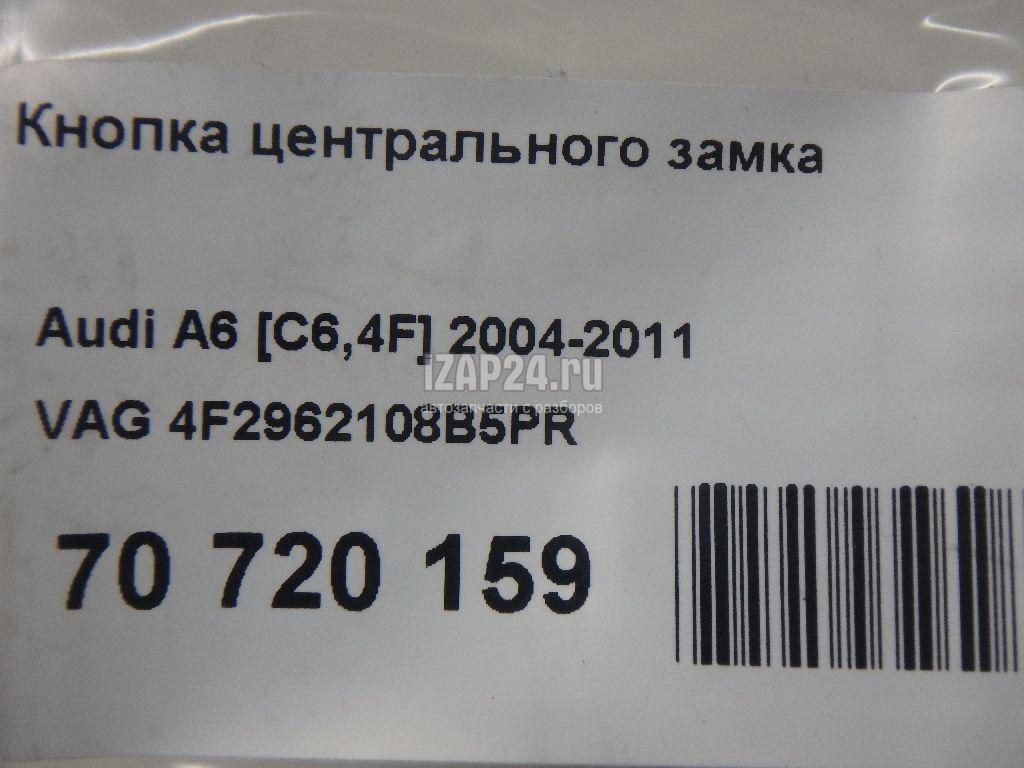 Кнопка центрального замка
Audi A6 [C6,4F] 2004-2011
iZAP24.ru
автозапчасти с разборов
VAG 4F2962108B5PR
70 720 159